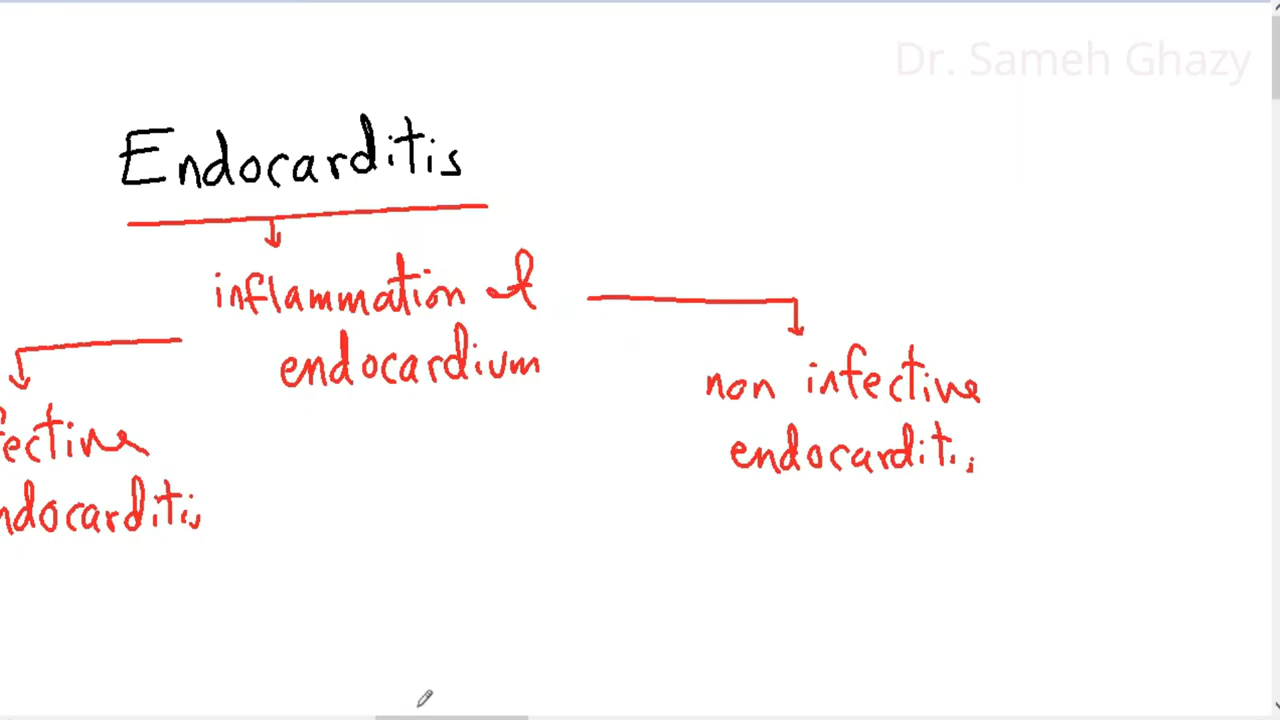 Dr. Sameh Ghazy
Endocarditis
inflammation of
endocardium
non infective
endocarditis
fective
ndocarditis